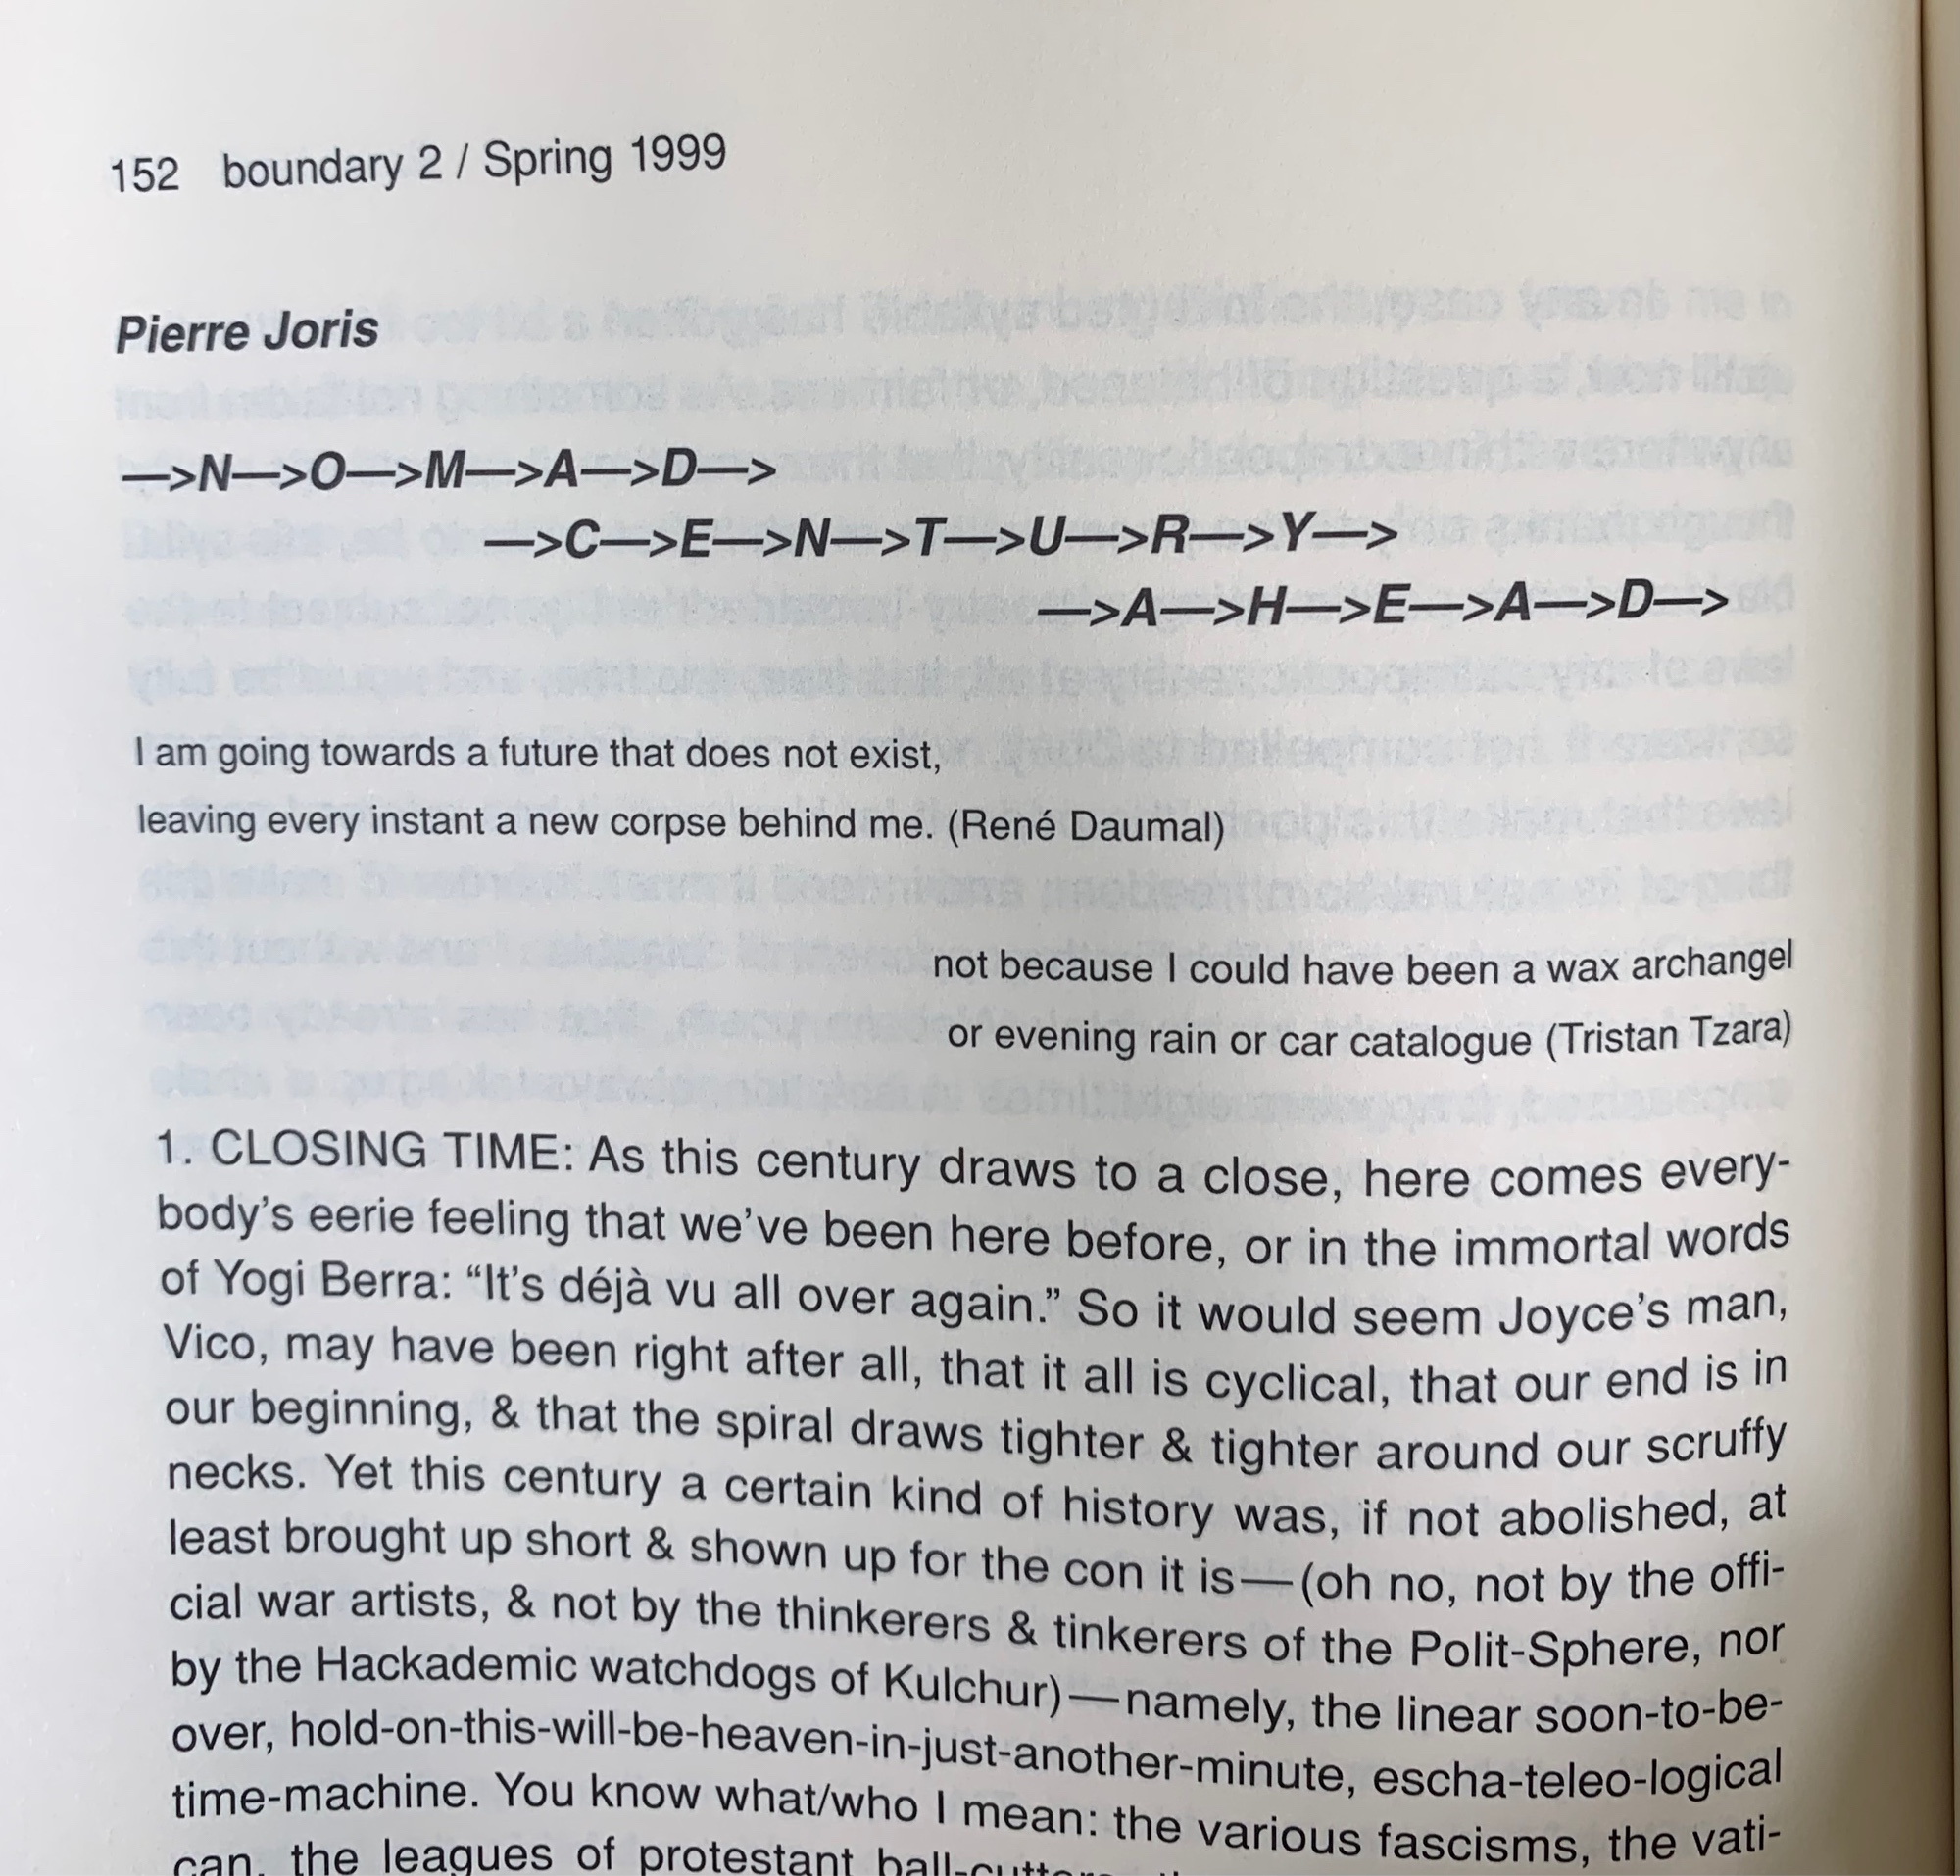 152 boundary 2 / Spring 1999
Pierre Joris
—>N—>O—>M—>A—>D—>
—>C—>E—>N—>T—>U—>R—>Y—>
—>A—>H—>E—>A—>D—>
I am going towards a future that does not exist,
leaving every instant a new corpse behind me. (René Daumal)
not because I could have been a wax archangel
or evening rain or car catalogue (Tristan Tzara)
1. CLOSING TIME: As this century draws to a close, here comes every-
body’s eerie feeling that we’ve been here before, or in the immortal words
of Yogi Berra: “It’s déjà vu all over again.” So it would seem Joyce’s man,
Vico, may have been right after all, that it all is cyclical, that our end is in
our beginning, & that the spiral draws tighter & tighter around our scruffy
necks. Yet this century a certain kind of history was, if not abolished, at
least brought up short & shown up for the con it is—(oh no, not by the offi-
cial war artists, & not by the thinkerers & tinkerers of the Polit-Sphere, nor
by the Hackademic watchdogs of Kulchur)—namely, the linear soon-to-be-
over, hold-on-this-will-be-heaven-in-just-another-minute, escha-teleo-logical
time-machine. You know what/who I mean: the various fascisms, the vati-
can, the leagues of protestant